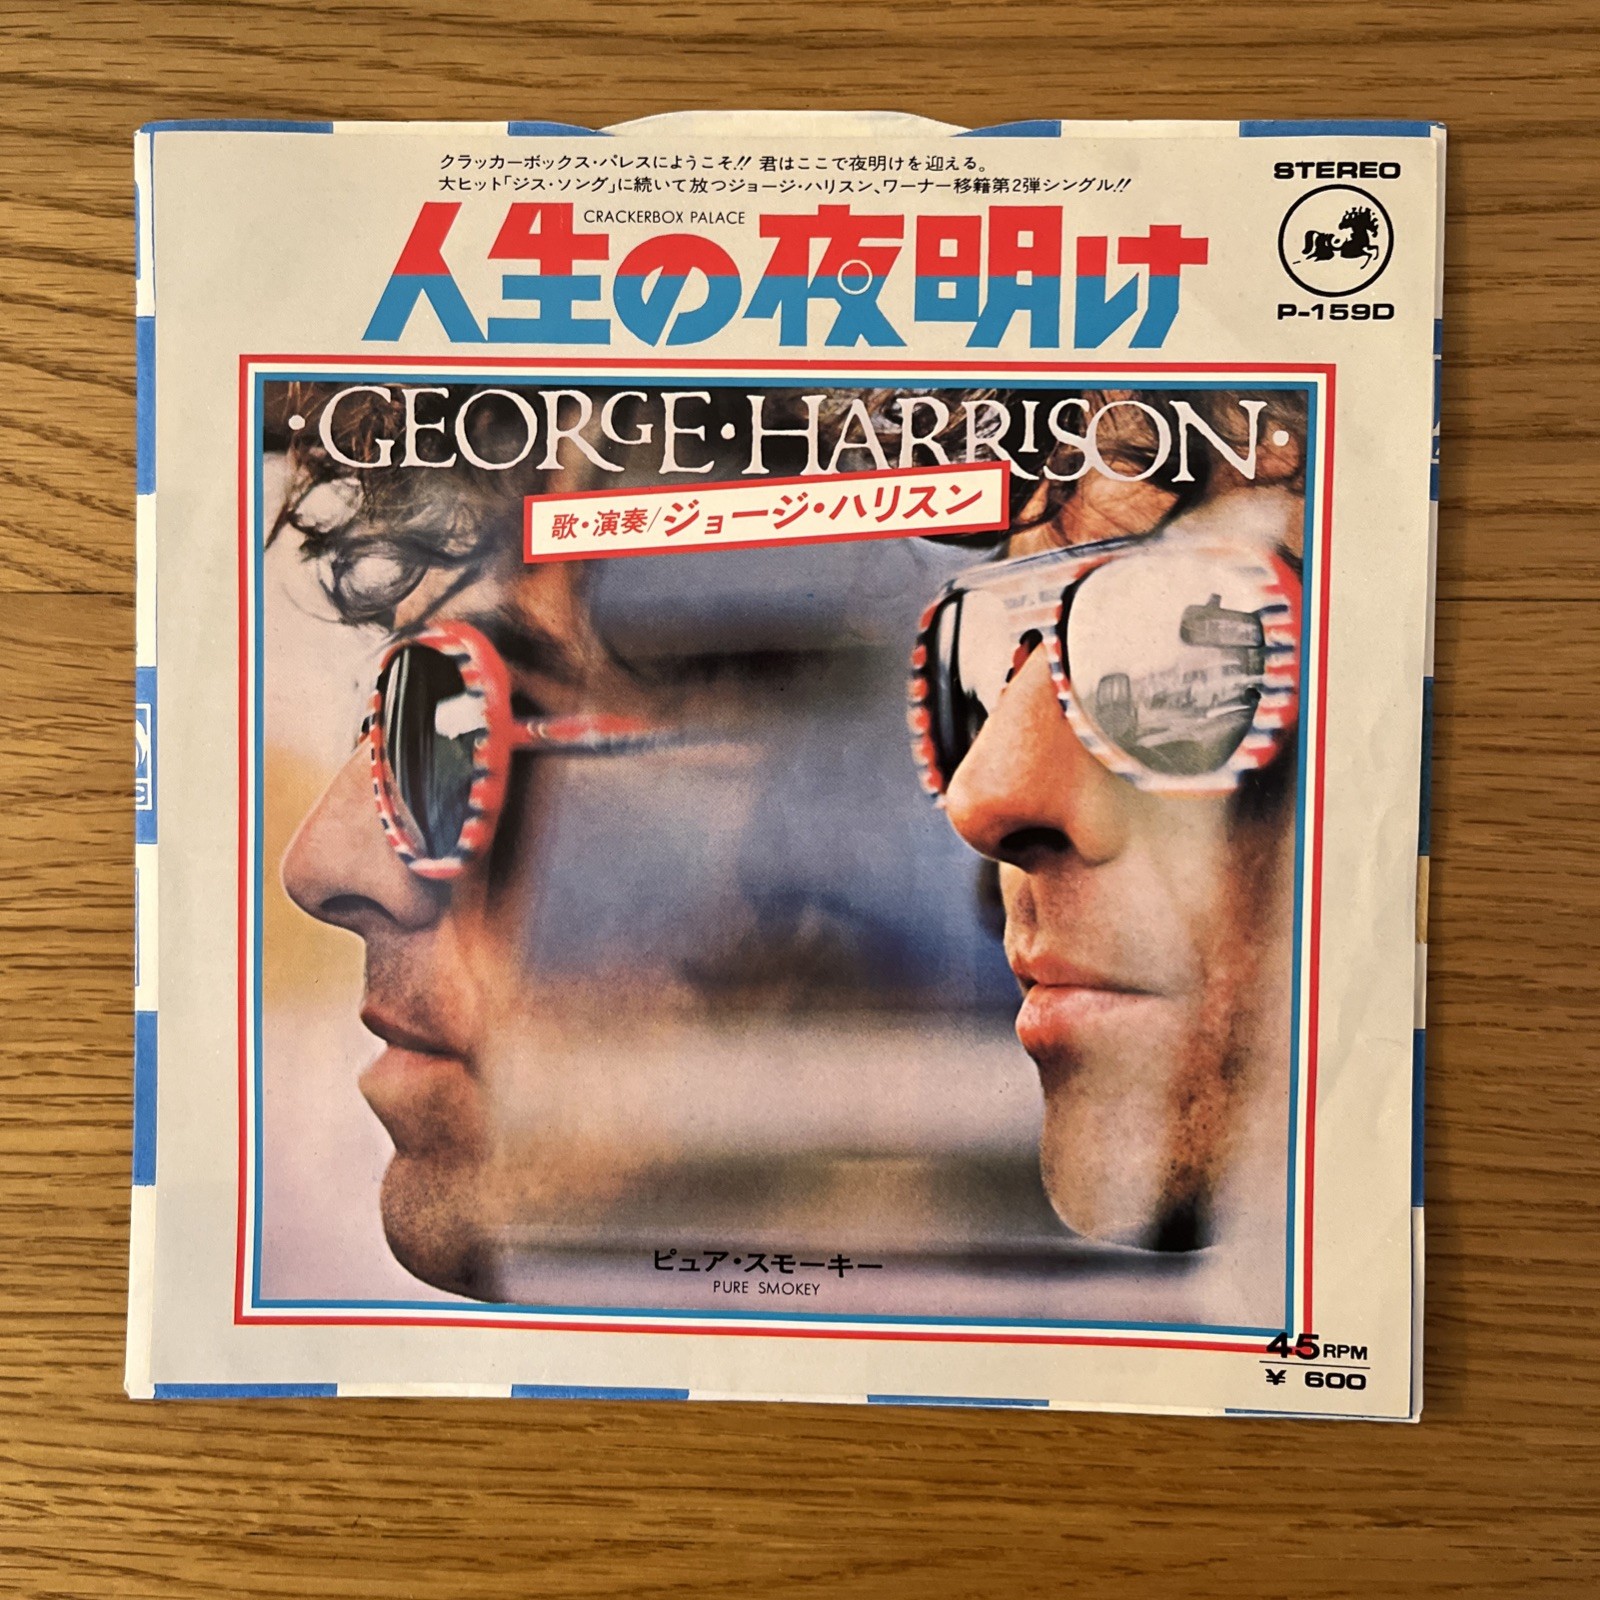 クラッカーボックス・パレスにようこそ!! 君はここで夜明けを迎える。
大ヒット「ジス・ソング」に続いて放つジョージ・ハリスン、ワーナー移籍第2弾シングル!!
CRACKERBOX PALACE
人生の夜明け
STEREO
P-159D
・GEORGE・HARRISON・
歌・演奏/ジョージ・ハリスン
ピュア・スモーキー
PURE SMOKEY
45RPM
¥ 600